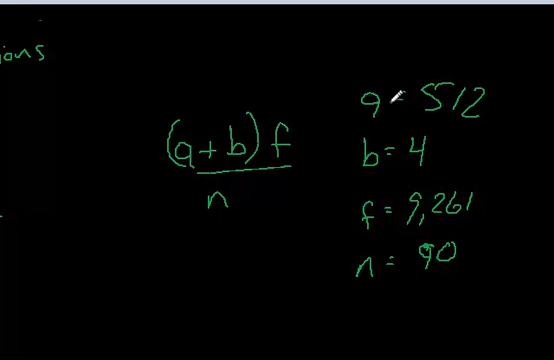 ions
(a + b) f
n
a = 512
b = 4
f = 9,261
n = 90